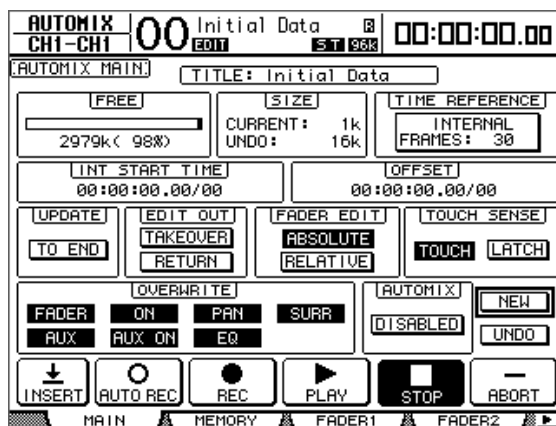 AUTOMIX
CH1-CH1
00 Initial Data R
EDIT ST 96K
00:00:00.00
AUTOMIX MAIN
TITLE: Initial Data
FREE
2979k( 98%)
SIZE
CURRENT: 1k
UNDO: 16k
TIME REFERENCE
INTERNAL
FRAMES: 30
INT START TIME
00:00:00.00/00
OFFSET
00:00:00.00/00
UPDATE
TO END
EDIT OUT
TAKEOVER
RETURN
FADER EDIT
ABSOLUTE
RELATIVE
TOUCH SENSE
TOUCH LATCH
OVERWRITE
FADER ON PAN SURR
AUX AUX ON EQ
AUTOMIX
DISABLED
NEW
UNDO
INSERT AUTO REC REC PLAY STOP ABORT
MAIN MEMORY FADER1 FADER2